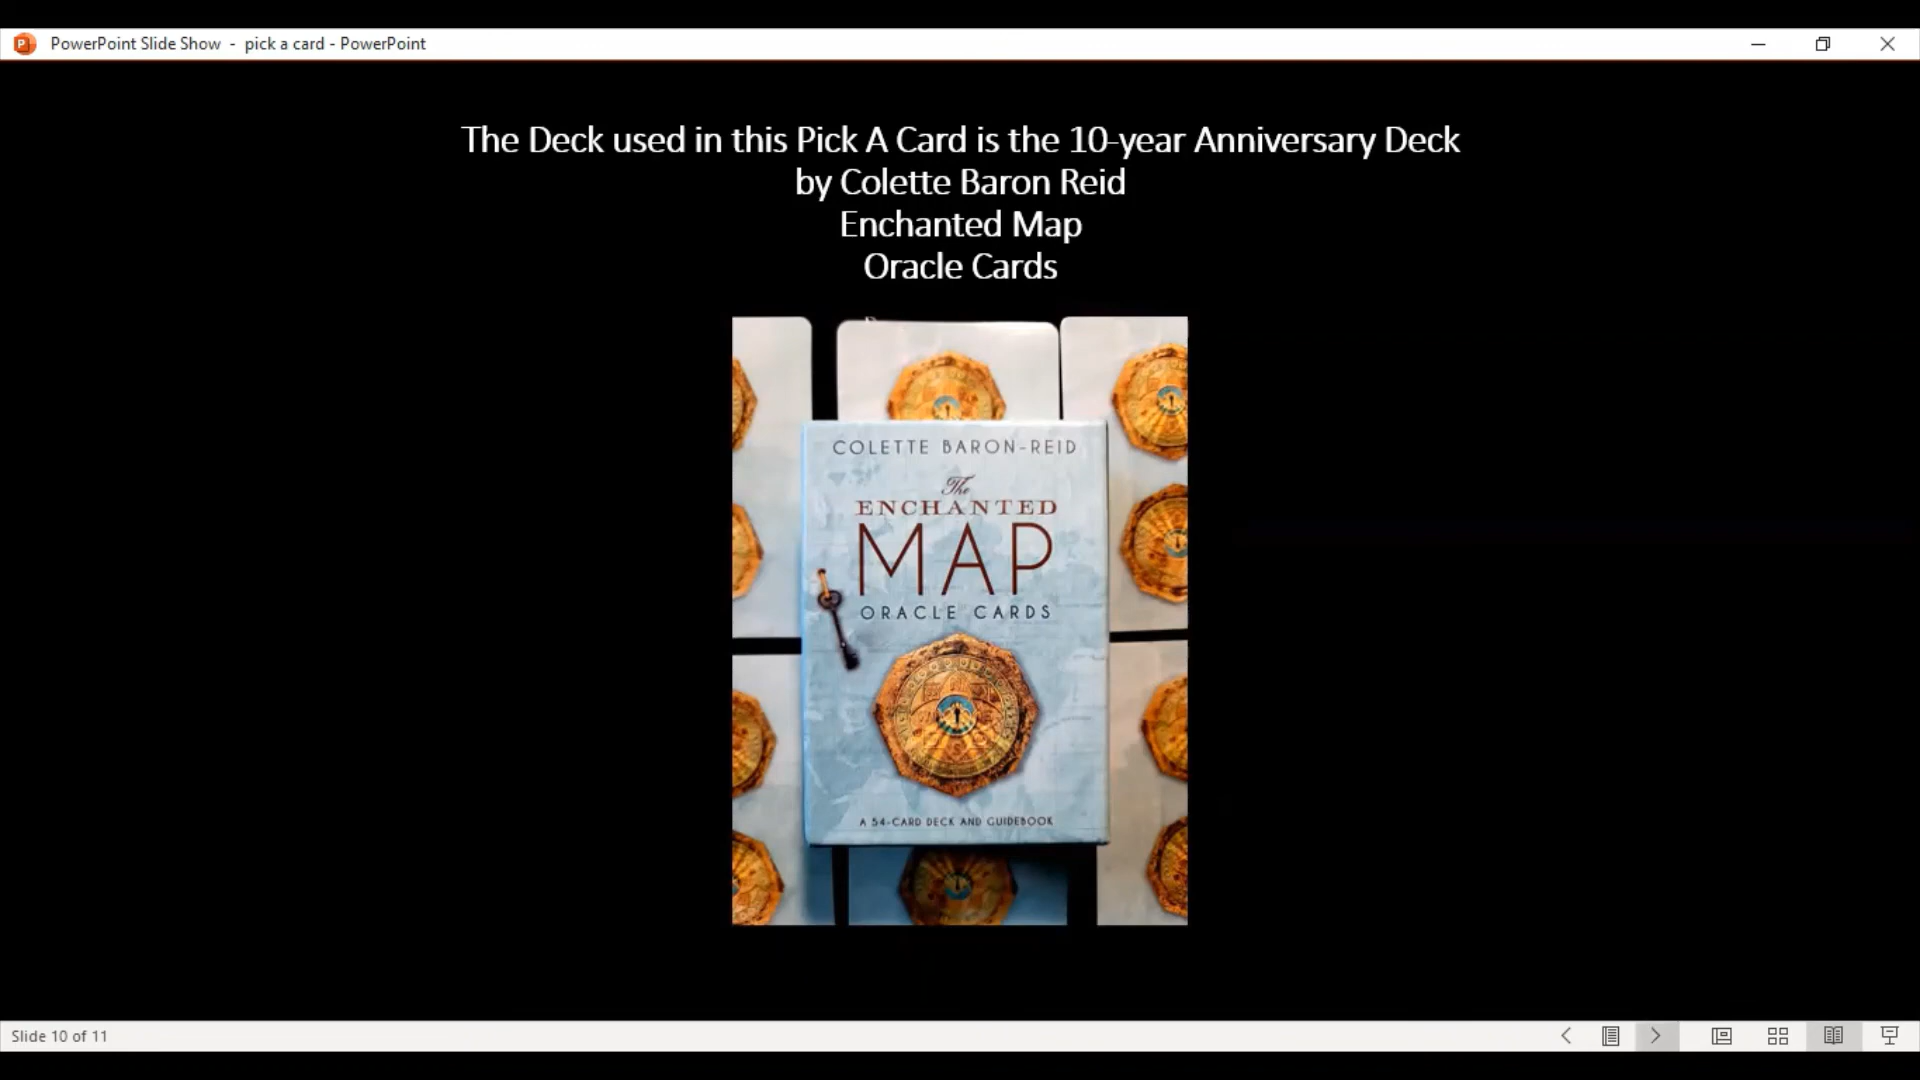 PowerPoint Slide Show - pick a card - PowerPoint
The Deck used in this Pick A Card is the 10-year Anniversary Deck
by Colette Baron Reid
Enchanted Map
Oracle Cards
COLETTE BARON-REID
The
ENCHANTED
MAP
ORACLE CARDS
A 54-CARD DECK AND GUIDEBOOK
Slide 10 of 11